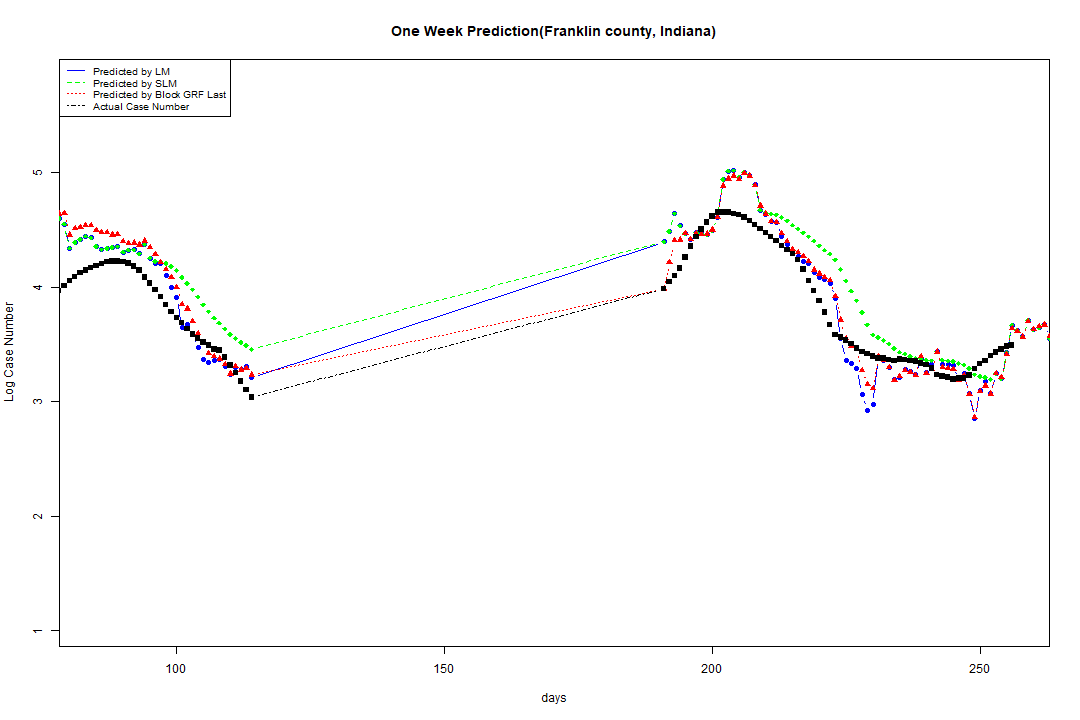 One Week Prediction(Franklin county, Indiana)
Predicted by LM
Predicted by SLM
Predicted by Block GRF Last
Actual Case Number
5
4
3
2
1
Log Case Number
100 150 200 250
days